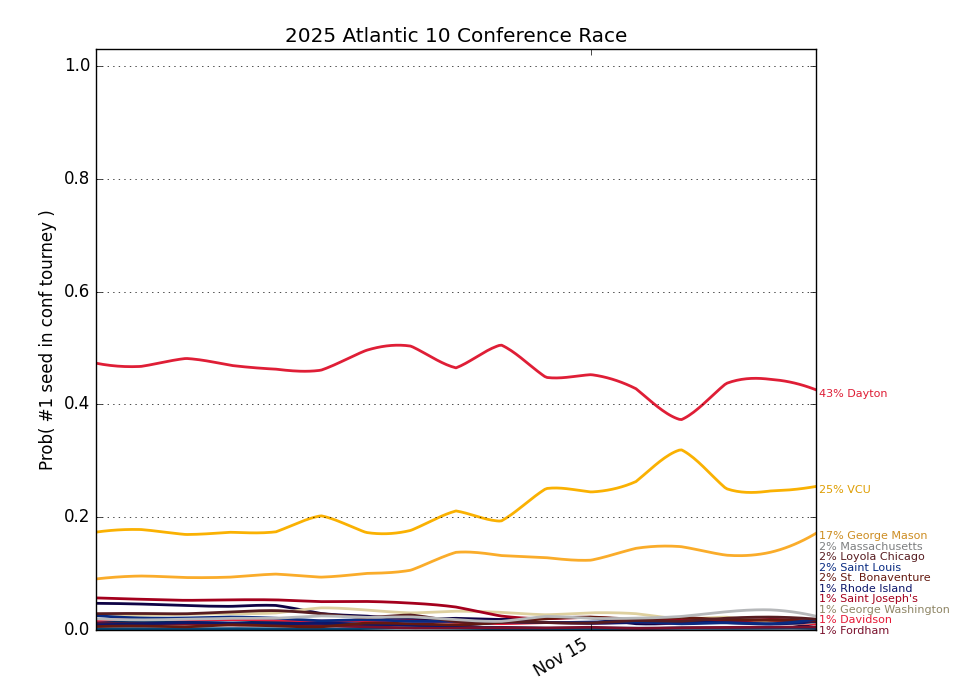 2025 Atlantic 10 Conference Race
Prob( #1 seed in conf tourney )
1.0
0.8
0.6
0.4
0.2
0.0
Nov 15
43% Dayton
25% VCU
17% George Mason
2% Massachusetts
2% Loyola Chicago
2% Saint Louis
2% St. Bonaventure
1% Rhode Island
1% Saint Joseph's
1% George Washington
1% Davidson
1% Fordham